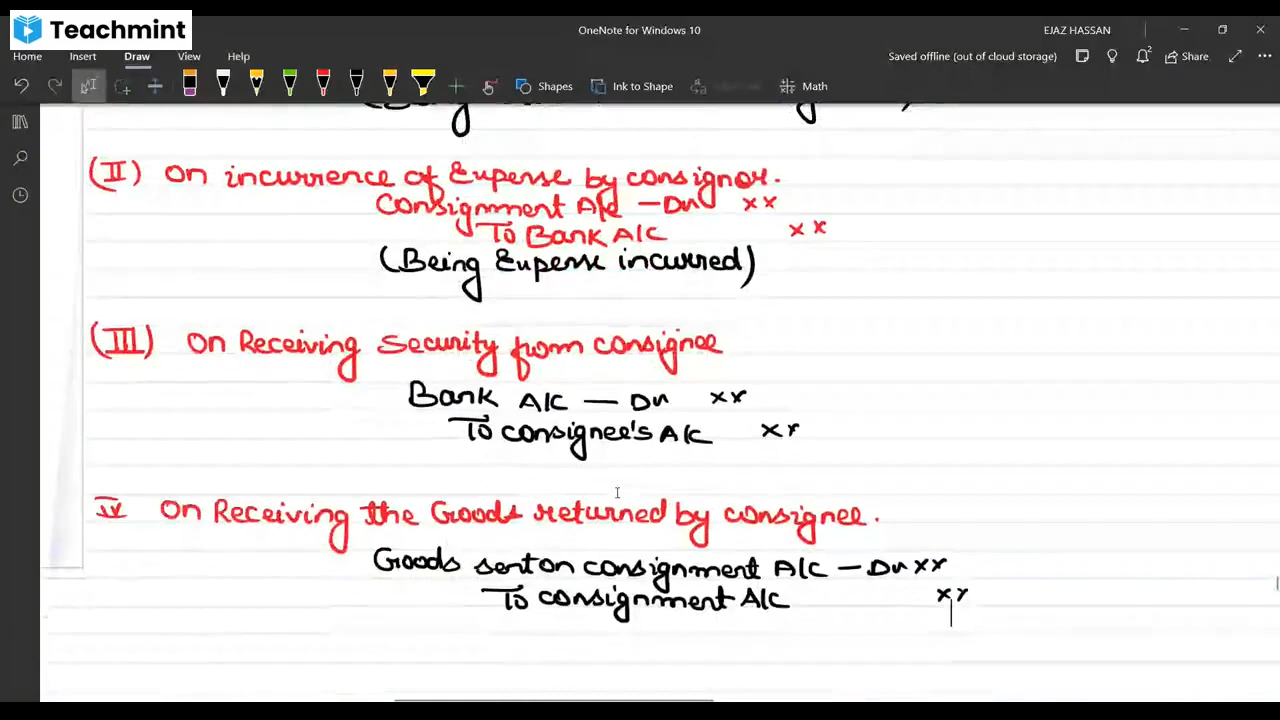 Teachmint
OneNote for Windows 10
EJAZ HASSAN
Home Insert Draw View Help
Saved offline (out of cloud storage)
Share
Shapes Ink to Shape Math
(Being
(II) On incurrence of Expense by consignor.
Consignment A/c — Dr xx
To Bank A/C xx
(Being Expense incurred)
(III) On Receiving Security from consignee
Bank A/C — Dr xx
To consignee's A/C xx
IV On Receiving the Goods returned by consignee.
Goods sent on consignment A/C — Dr xx
To consignment A/C xx